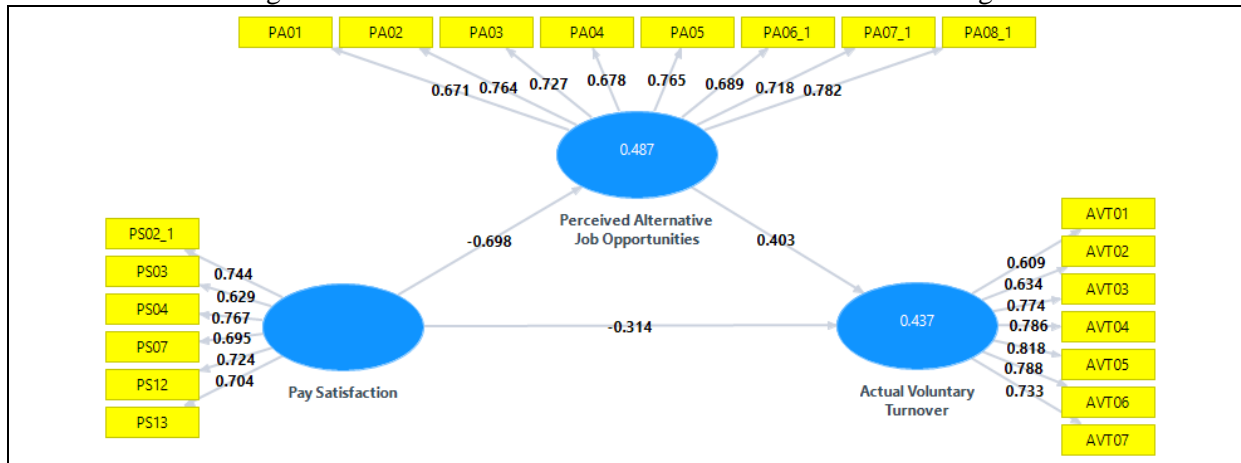 PA01 PA02 PA03 PA04 PA05 PA06_1 PA07_1 PA08_1
0.671 0.764 0.727 0.678 0.765 0.689 0.718 0.782
0.487
Perceived Alternative
Job Opportunities
-0.698
0.403
PS02_1
PS03
PS04
PS07
PS12
PS13
0.744
0.629
0.767
0.695
0.724
0.704
Pay Satisfaction
-0.314
0.437
Actual Voluntary
Turnover
0.609
0.634
0.774
0.786
0.818
0.788
0.733
AVT01
AVT02
AVT03
AVT04
AVT05
AVT06
AVT07